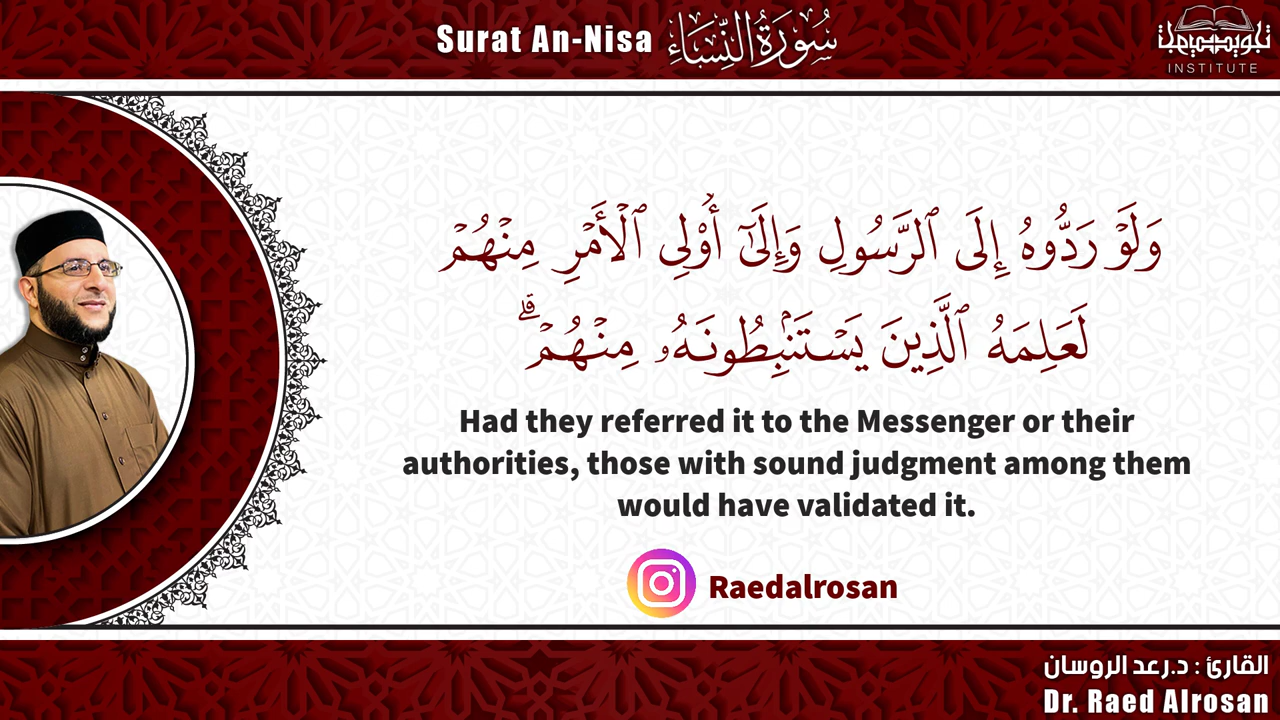 Surat An-Nisa سُورَةُ النِّسَاءِ
INSTITUTE
وَلَوْ رَدُّوهُ إِلَى ٱلرَّسُولِ وَإِلَىٰٓ أُو۟لِى ٱلْأَمْرِ مِنْهُمْ
لَعَلِمَهُ ٱلَّذِينَ يَسْتَنۢبِطُونَهُۥ مِنْهُمْ ۗ
Had they referred it to the Messenger or their
authorities, those with sound judgment among them
would have validated it.
Raedalrosan
القارئ : د.رعد الروسان
Dr. Raed Alrosan